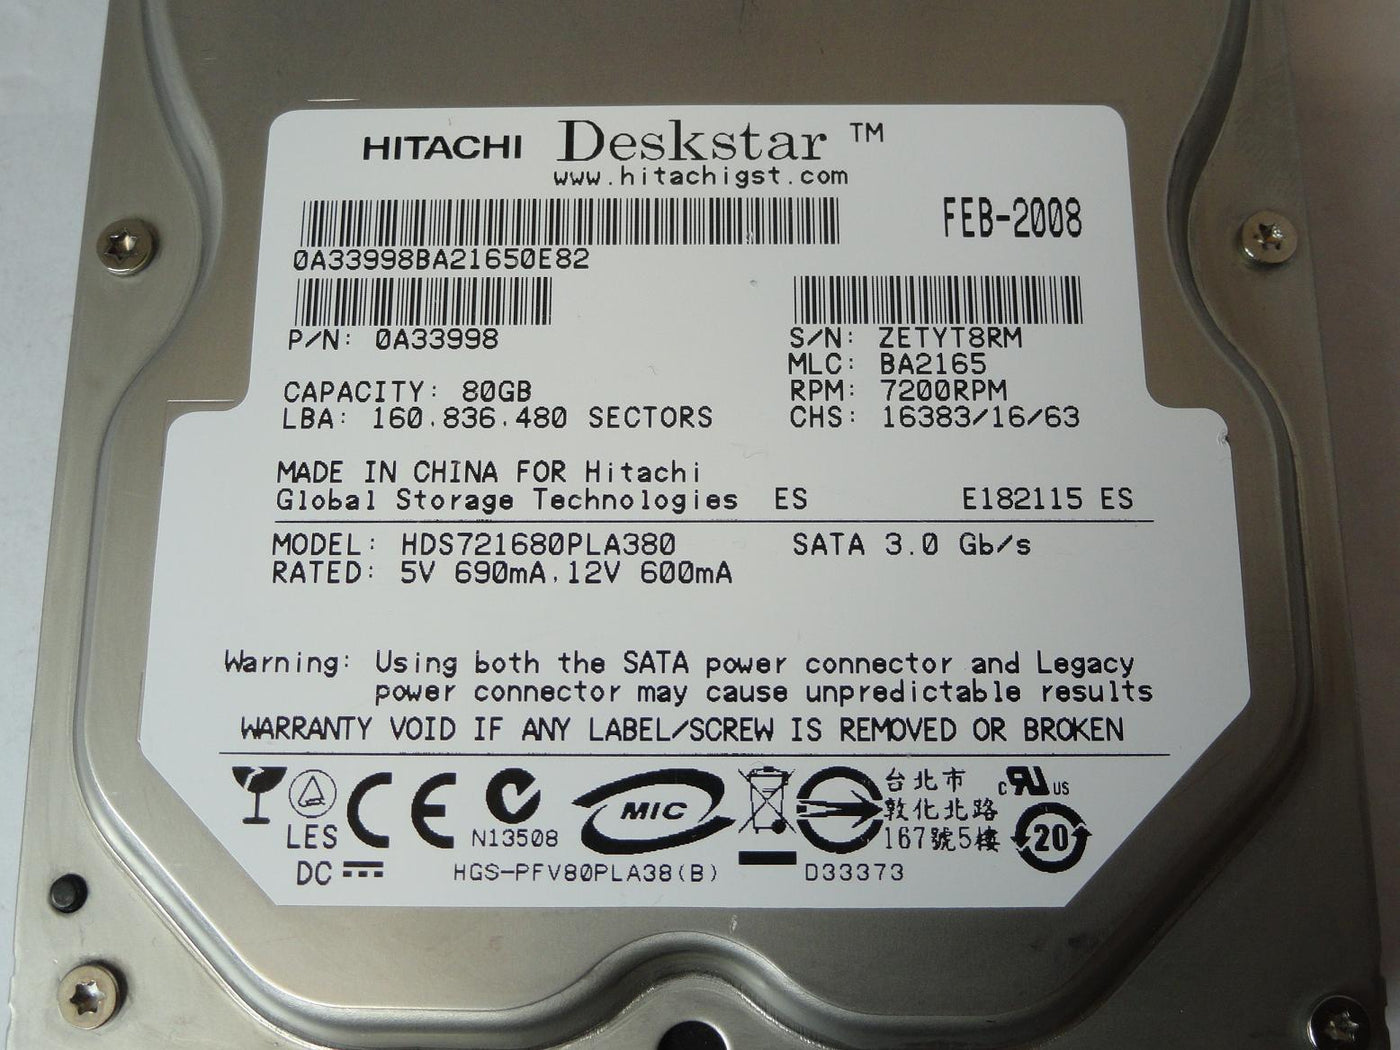 HITACHI Deskstar ™
www.hitachigst.com
FEB-2008
0A33998BA21650E82
P/N: 0A33998
S/N: ZETYT8RM
MLC: BA2165
CAPACITY: 80GB
RPM: 7200RPM
LBA: 160.836.480 SECTORS
CHS: 16383/16/63
MADE IN CHINA FOR Hitachi
Global Storage Technologies ES E182115 ES
MODEL: HDS721680PLA380 SATA 3.0 Gb/s
RATED: 5V 690mA.12V 600mA
Warning: Using both the SATA power connector and Legacy
power connector may cause unpredictable results
WARRANTY VOID IF ANY LABEL/SCREW IS REMOVED OR BROKEN
LES
DC
CE
N13508
MIC
HGS-PFV80PLA38(B)
D33373
台北市
敦化北路
167號5樓
c RU US
20